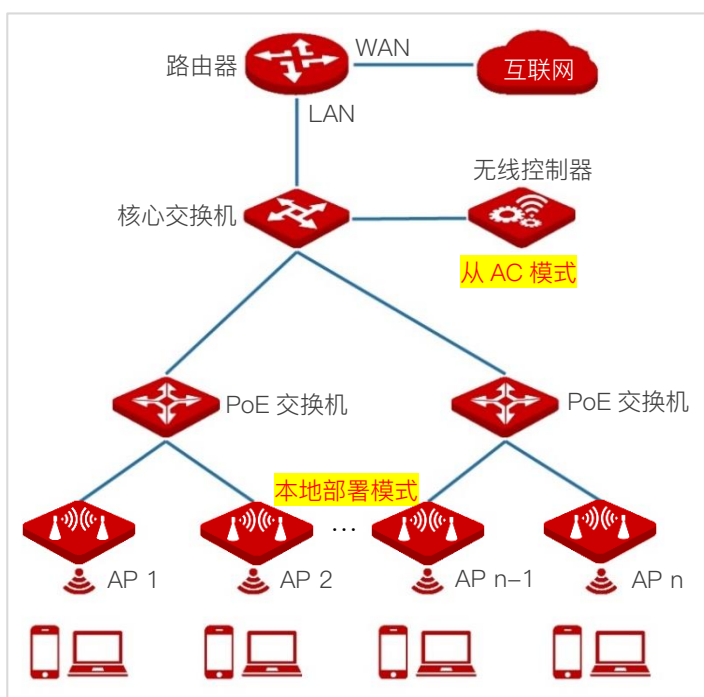 WAN
路由器
互联网
LAN
无线控制器
核心交换机
从 AC 模式
PoE 交换机
PoE 交换机
本地部署模式
...
AP 1
AP 2
AP n-1
AP n